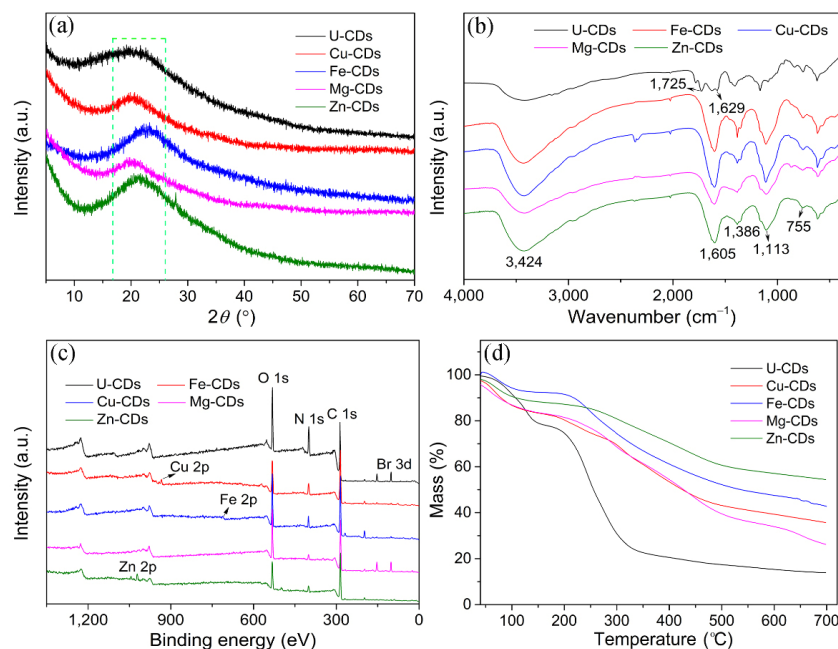 (a)
U-CDs
Cu-CDs
Fe-CDs
Mg-CDs
Zn-CDs
Intensity (a.u.)
10 20 30 40 50 60 70
2θ (°)
(b)
U-CDs Fe-CDs Cu-CDs
Mg-CDs Zn-CDs
1,725
1,629
1,386
755
3,424
1,605
1,113
Intensity (a.u.)
4,000 3,000 2,000 1,000
Wavenumber (cm⁻¹)
(c)
U-CDs Fe-CDs
Cu-CDs Mg-CDs
Zn-CDs
O 1s
N 1s
C 1s
Br 3d
Cu 2p
Fe 2p
Zn 2p
Intensity (a.u.)
1,200 900 600 300 0
Binding energy (eV)
(d)
U-CDs
Cu-CDs
Fe-CDs
Mg-CDs
Zn-CDs
Mass (%)
100
80
60
40
20
0
100 200 300 400 500 600 700
Temperature (°C)